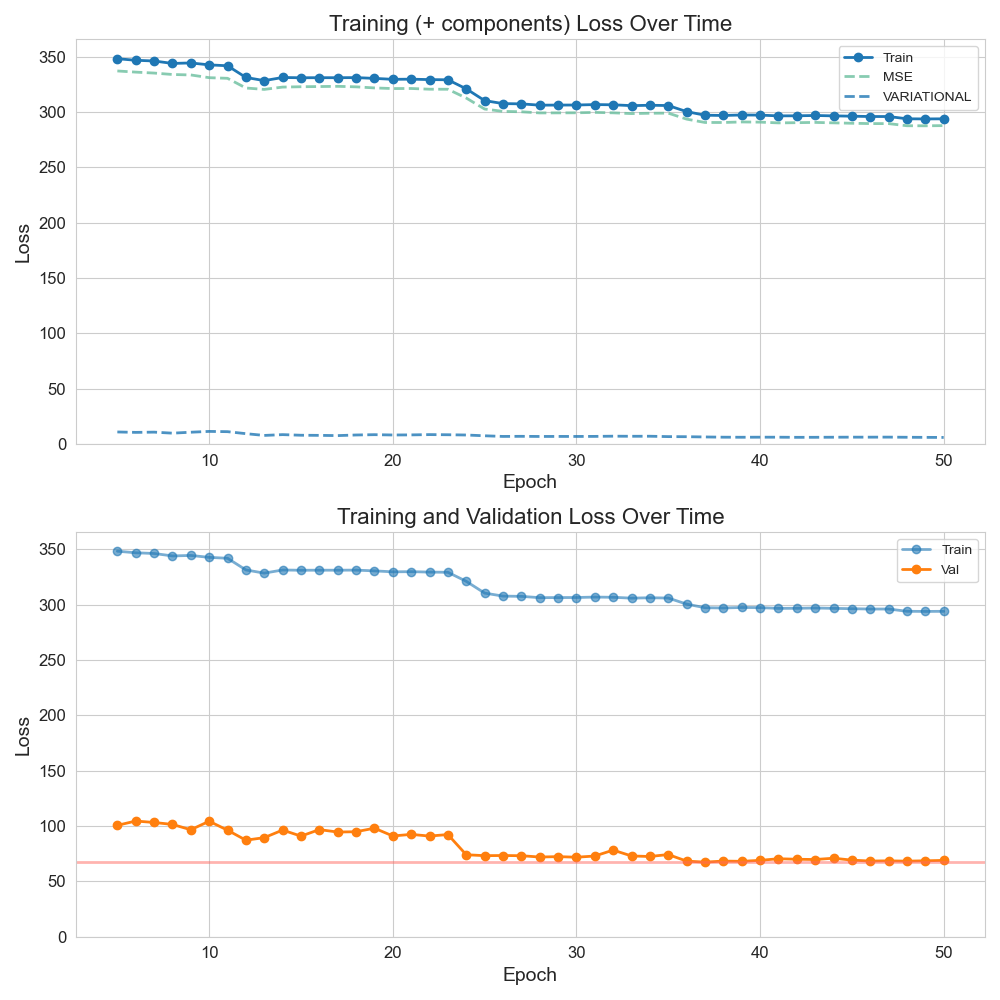 Training (+ components) Loss Over Time
350
300
250
200
150
100
50
0
Loss
Train
MSE
VARIATIONAL
10
20
30
40
50
Epoch
Training and Validation Loss Over Time
350
300
250
200
150
100
50
0
Loss
Train
Val
10
20
30
40
50
Epoch